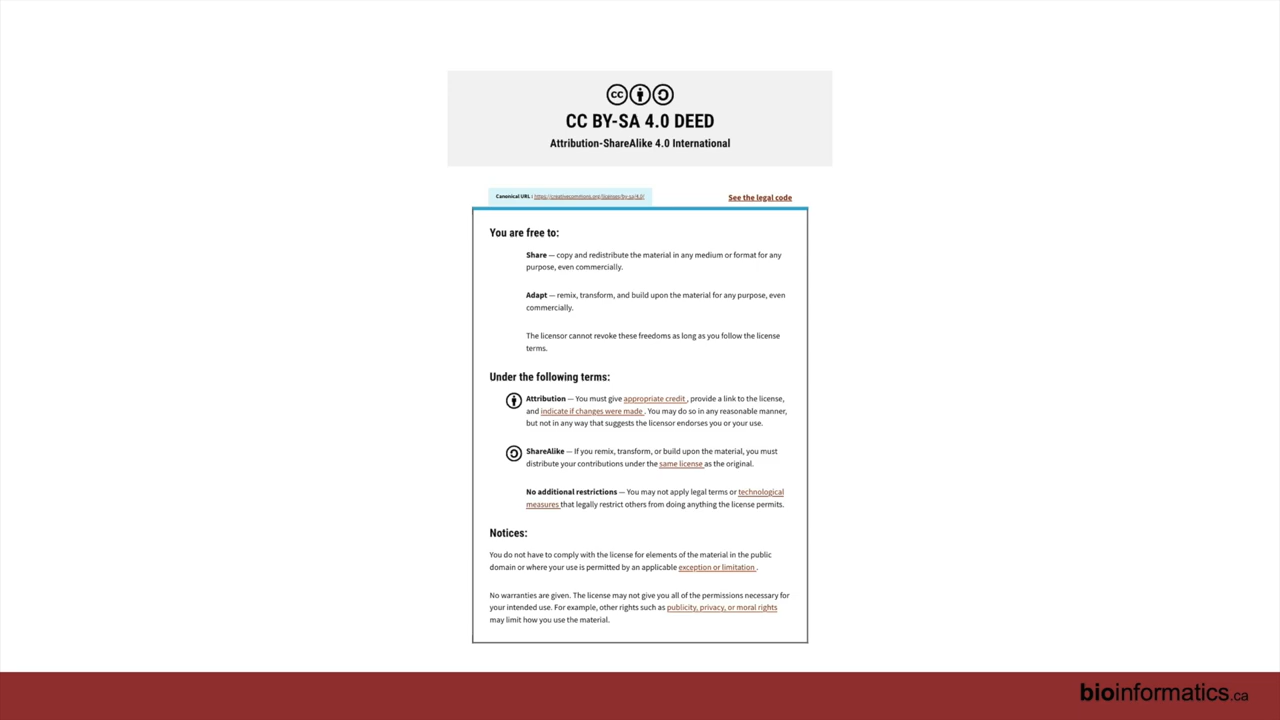 CC BY-SA 4.0 DEED
Attribution-ShareAlike 4.0 International
Canonical URL : https://creativecommons.org/licenses/by-sa/4.0/
See the legal code
You are free to:
Share — copy and redistribute the material in any medium or format for any
purpose, even commercially.
Adapt — remix, transform, and build upon the material for any purpose, even
commercially.
The licensor cannot revoke these freedoms as long as you follow the license
terms.
Under the following terms:
Attribution — You must give appropriate credit , provide a link to the license,
and indicate if changes were made . You may do so in any reasonable manner,
but not in any way that suggests the licensor endorses you or your use.
ShareAlike — If you remix, transform, or build upon the material, you must
distribute your contributions under the same license as the original.
No additional restrictions — You may not apply legal terms or technological
measures that legally restrict others from doing anything the license permits.
Notices:
You do not have to comply with the license for elements of the material in the public
domain or where your use is permitted by an applicable exception or limitation .
No warranties are given. The license may not give you all of the permissions necessary for
your intended use. For example, other rights such as publicity, privacy, or moral rights
may limit how you use the material.
bioinformatics.ca